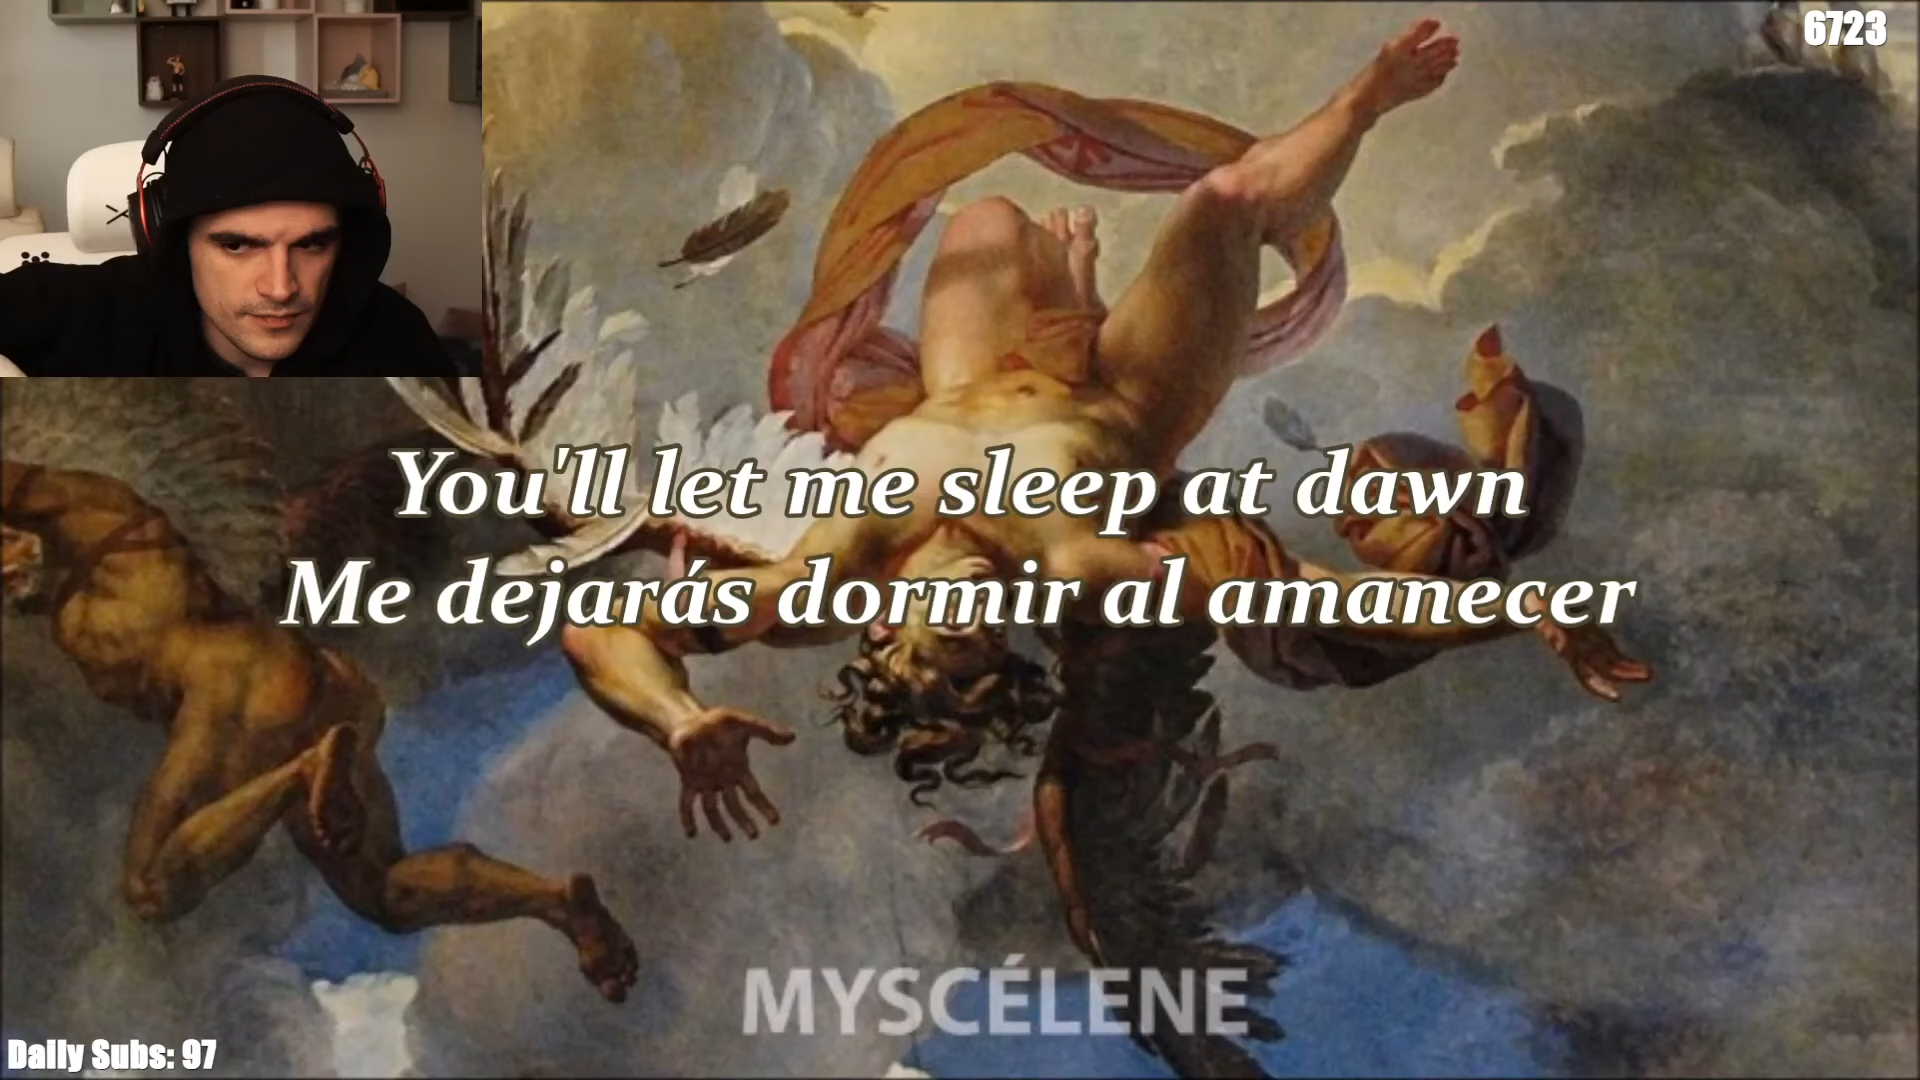 6723
You'll let me sleep at dawn
Me dejarás dormir al amanecer
MYSCÉLENE
Daily Subs: 97